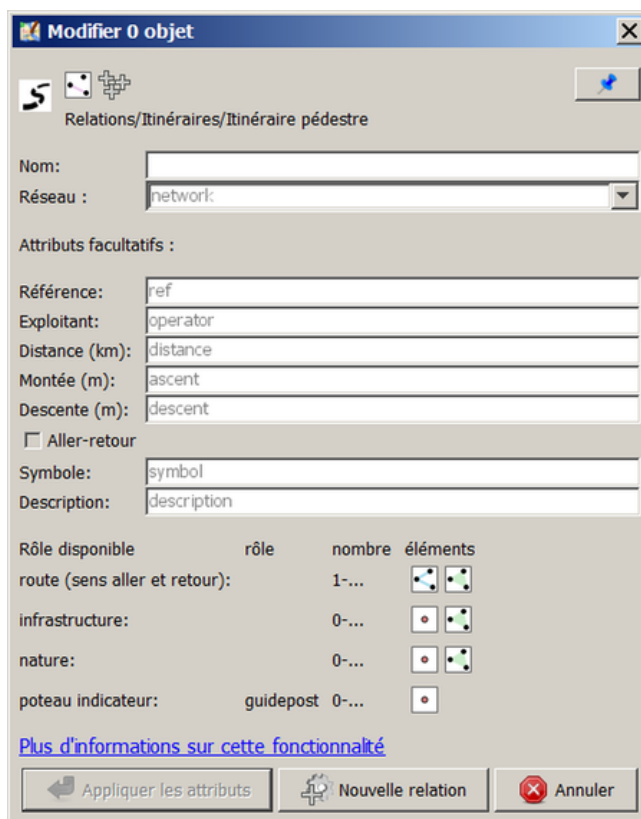 Modifier 0 objet
Relations/Itinéraires/Itinéraire pédestre
Nom:
Réseau : network
Attributs facultatifs :
Référence: ref
Exploitant: operator
Distance (km): distance
Montée (m): ascent
Descente (m): descent
Aller-retour
Symbole: symbol
Description: description
Rôle disponible rôle nombre éléments
route (sens aller et retour): 1-...
infrastructure: 0-...
nature: 0-...
poteau indicateur: guidepost 0-...
Plus d'informations sur cette fonctionnalité
Appliquer les attributs Nouvelle relation Annuler